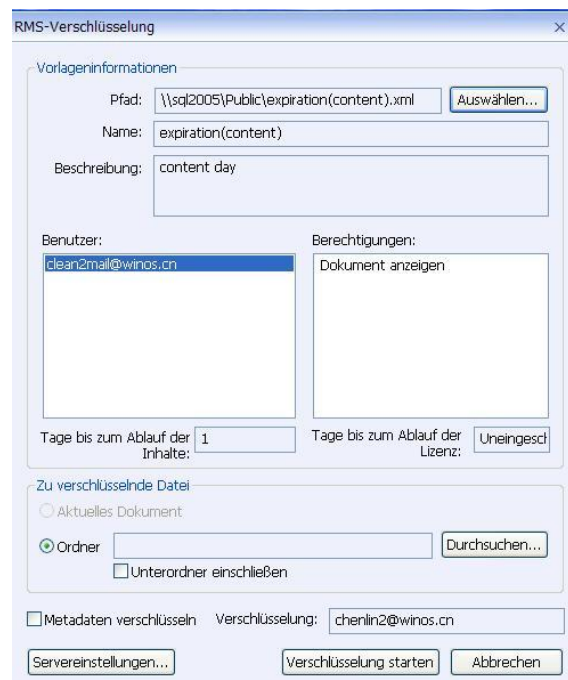 RMS-Verschlüsselung
Vorlageninformationen
Pfad: \\sql2005\Public\expiration(content).xml Auswählen...
Name: expiration(content)
Beschreibung: content day
Benutzer: Berechtigungen:
clean2mail@winos.cn Dokument anzeigen
Tage bis zum Ablauf der Inhalte: 1
Tage bis zum Ablauf der Lizenz: Uneingesch
Zu verschlüsselnde Datei
Aktuelles Dokument
Ordner Durchsuchen...
Unterordner einschließen
Metadaten verschlüsseln Verschlüsselung: chenlin2@winos.cn
Servereinstellungen... Verschlüsselung starten Abbrechen